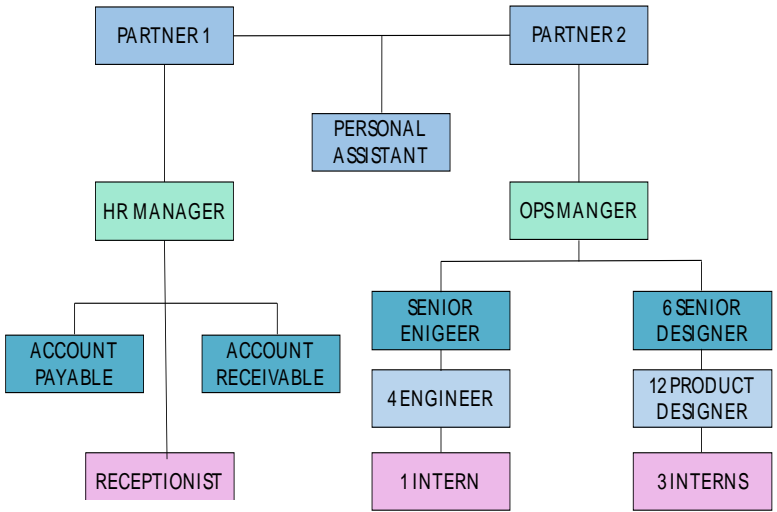 PARTNER 1
PARTNER 2
PERSONAL
ASSISTANT
HR MANAGER
OPS MANGER
ACCOUNT
PAYABLE
ACCOUNT
RECEIVABLE
SENIOR
ENIGEER
6 SENIOR
DESIGNER
4 ENGINEER
12 PRODUCT
DESIGNER
RECEPTIONIST
1 INTERN
3 INTERNS